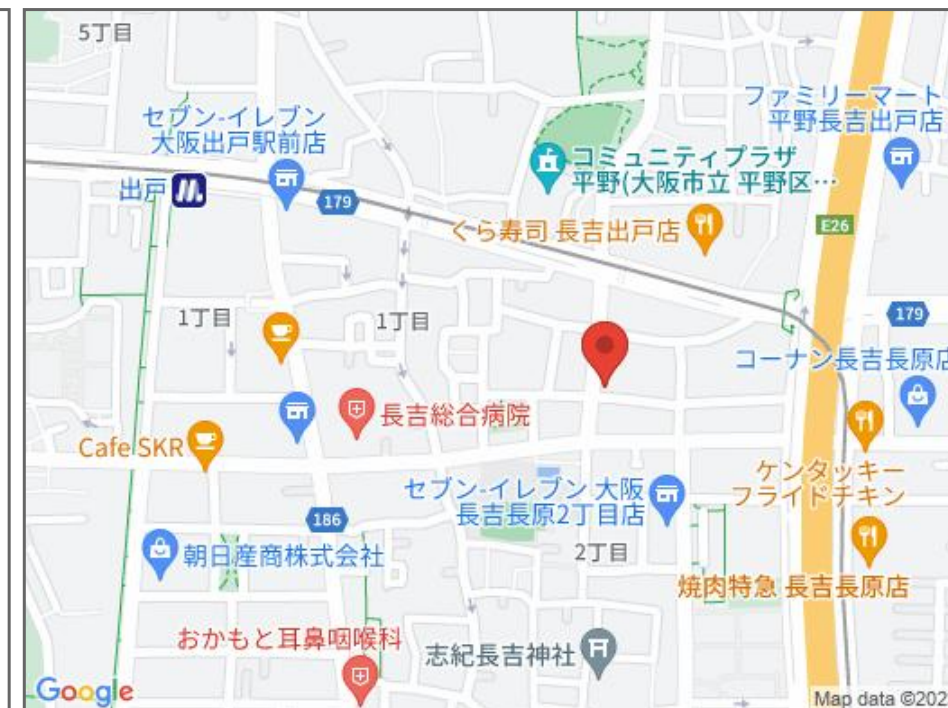 5丁目
セブン-イレブン
大阪出戸駅前店
ファミリーマート
平野長吉出戸店
コミュニティプラザ
平野(大阪市立 平野区…
出戸
179
くら寿司 長吉出戸店
E26
1丁目
1丁目
179
コーナン長吉長原店
長吉総合病院
Cafe SKR
ケンタッキー
フライドチキン
セブン-イレブン 大阪
長吉長原2丁目店
186
2丁目
朝日産商株式会社
焼肉特急 長吉長原店
おかもと耳鼻咽喉科
志紀長吉神社
Google
Map data ©202